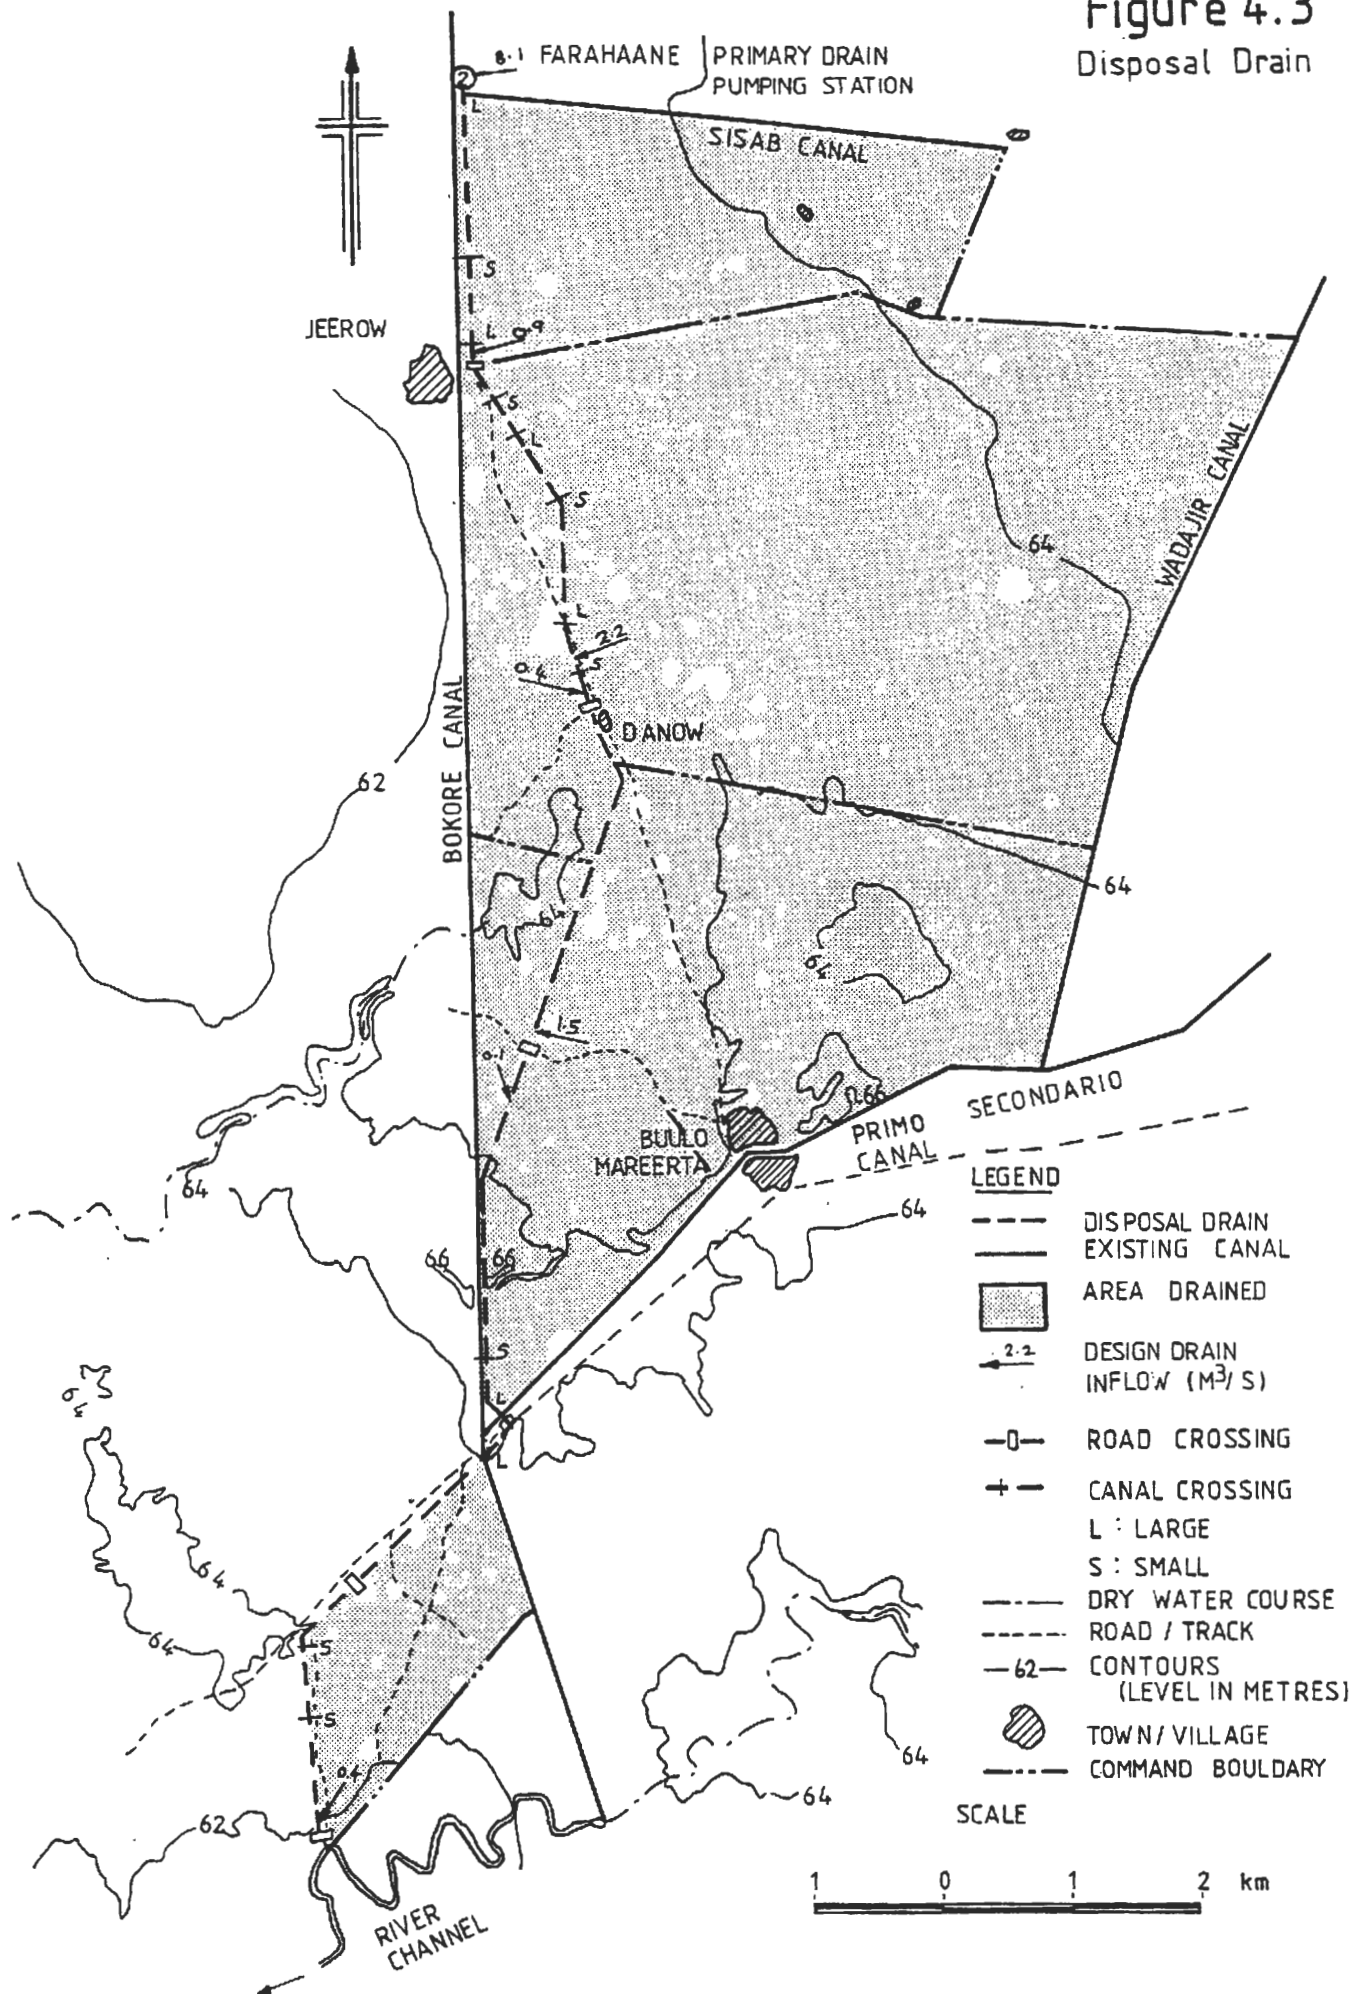 Figure 4.3
Disposal Drain
8.1 FARAHAANE
PRIMARY DRAIN
PUMPING STATION
2
L
SISAB CANAL
S
JEEROW
L 0.9
S
L
S
WADAJIR CANAL
64
L
2.2
S
0.4
DANOW
BOKORE CANAL
62
64
64
64
1.5
0.1
66
SECONDARIO
PRIMO
CANAL
BUULO
MAREERTA
64
64
66
66
S
L
L
64
64
64
S
S
0.4
62
64
64
RIVER
CHANNEL
LEGEND
DISPOSAL DRAIN
EXISTING CANAL
AREA DRAINED
2.2
DESIGN DRAIN
INFLOW (M³/S)
ROAD CROSSING
CANAL CROSSING
L : LARGE
S : SMALL
DRY WATER COURSE
ROAD / TRACK
62
CONTOURS
(LEVEL IN METRES)
TOWN/VILLAGE
COMMAND BOULDARY
SCALE
1 0 1 2 km